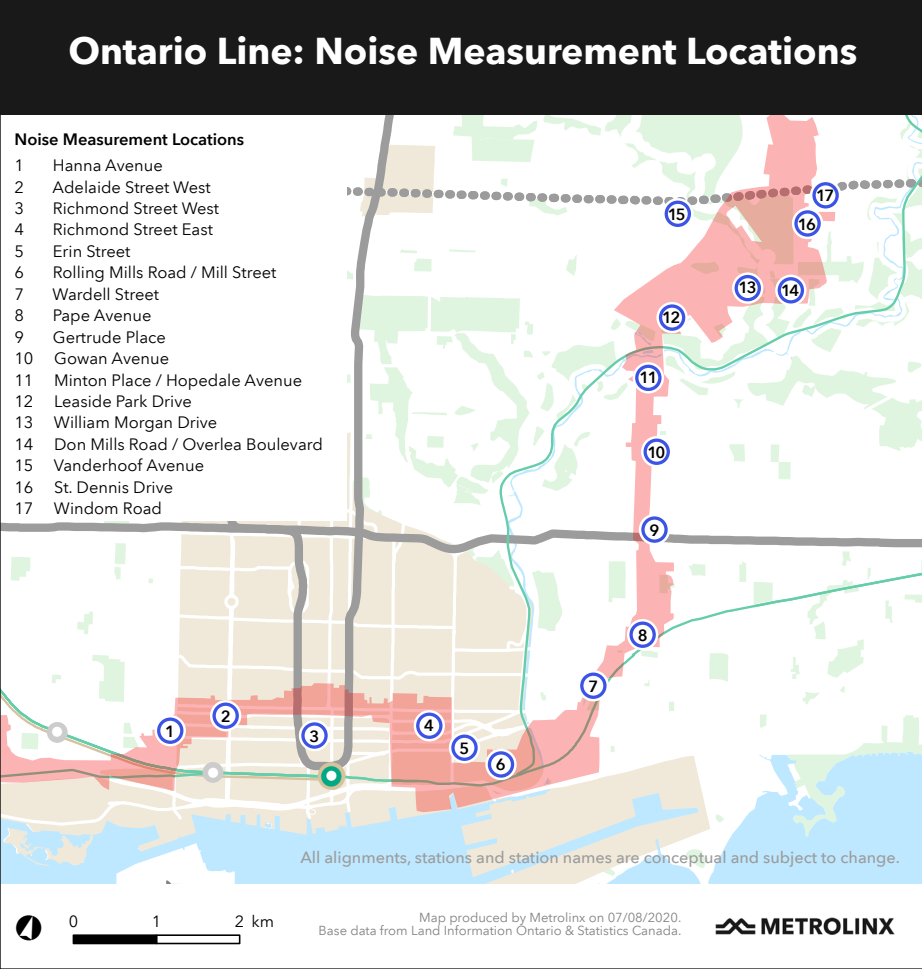 Ontario Line: Noise Measurement Locations
Noise Measurement Locations
1 Hanna Avenue
2 Adelaide Street West
3 Richmond Street West
4 Richmond Street East
5 Erin Street
6 Rolling Mills Road / Mill Street
7 Wardell Street
8 Pape Avenue
9 Gertrude Place
10 Gowan Avenue
11 Minton Place / Hopedale Avenue
12 Leaside Park Drive
13 William Morgan Drive
14 Don Mills Road / Overlea Boulevard
15 Vanderhoof Avenue
16 St. Dennis Drive
17 Windom Road
17
15
16
13
14
12
11
10
9
8
7
2
4
1
3
5
6
All alignments, stations and station names are conceptual and subject to change.
0 1 2 km
Map produced by Metrolinx on 07/08/2020.
Base data from Land Information Ontario & Statistics Canada.
METROLINX